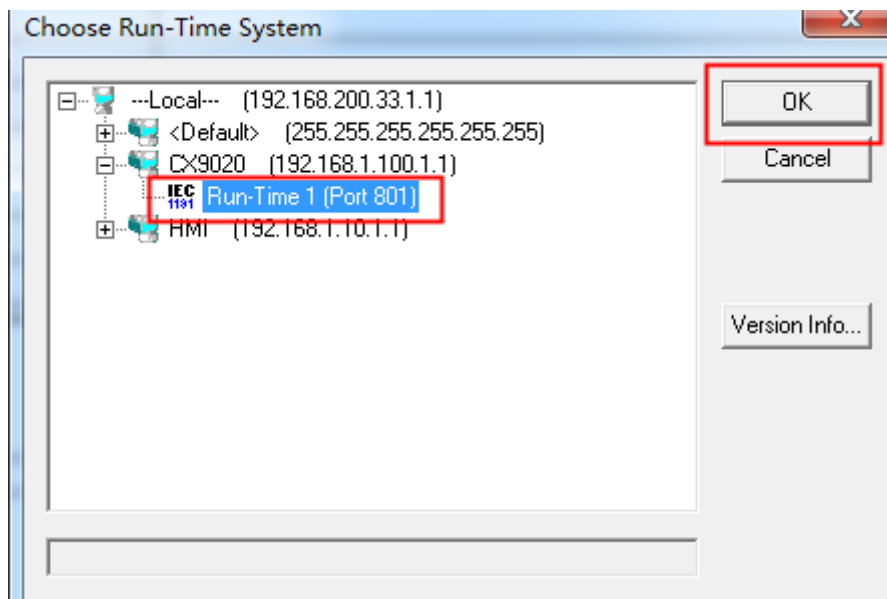 Choose Run-Time System
---Local--- (192.168.200.33.1.1)
<Default> (255.255.255.255.255.255)
CX9020 (192.168.1.100.1.1)
IEC 1131 Run-Time 1 (Port 801)
HMI (192.168.1.10.1.1)
OK
Cancel
Version Info...